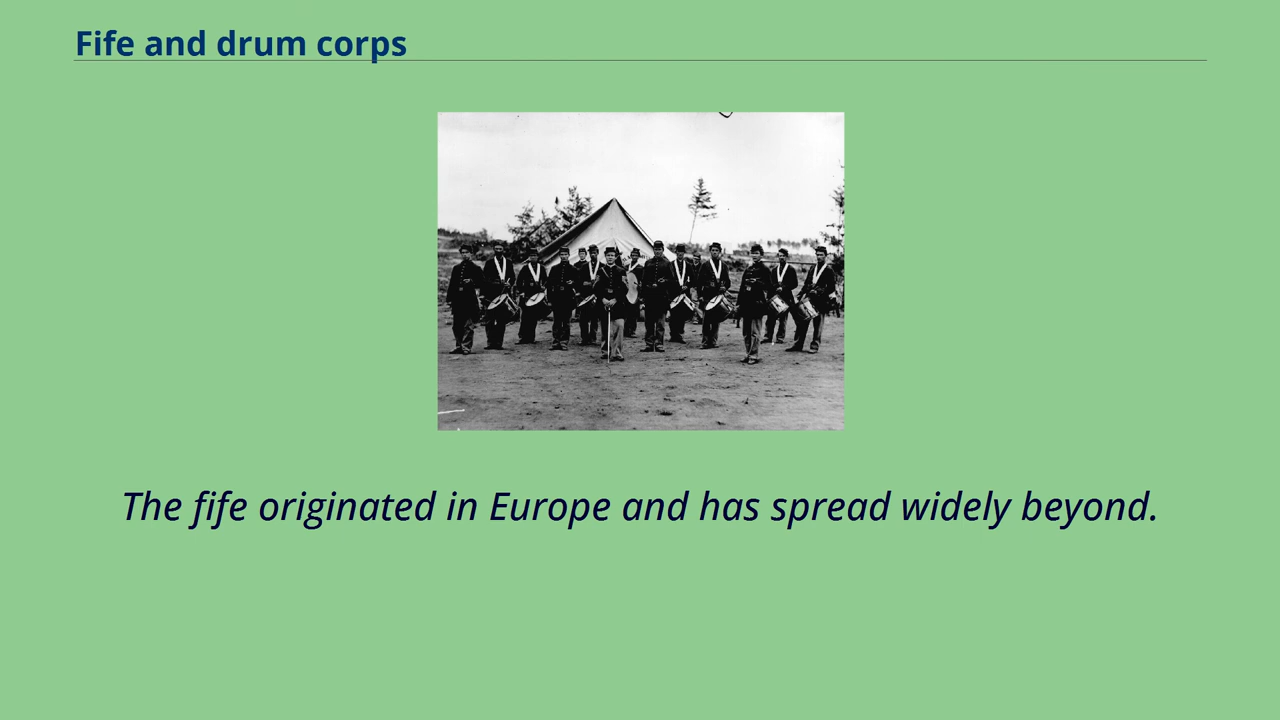 Fife and drum corps
The fife originated in Europe and has spread widely beyond.